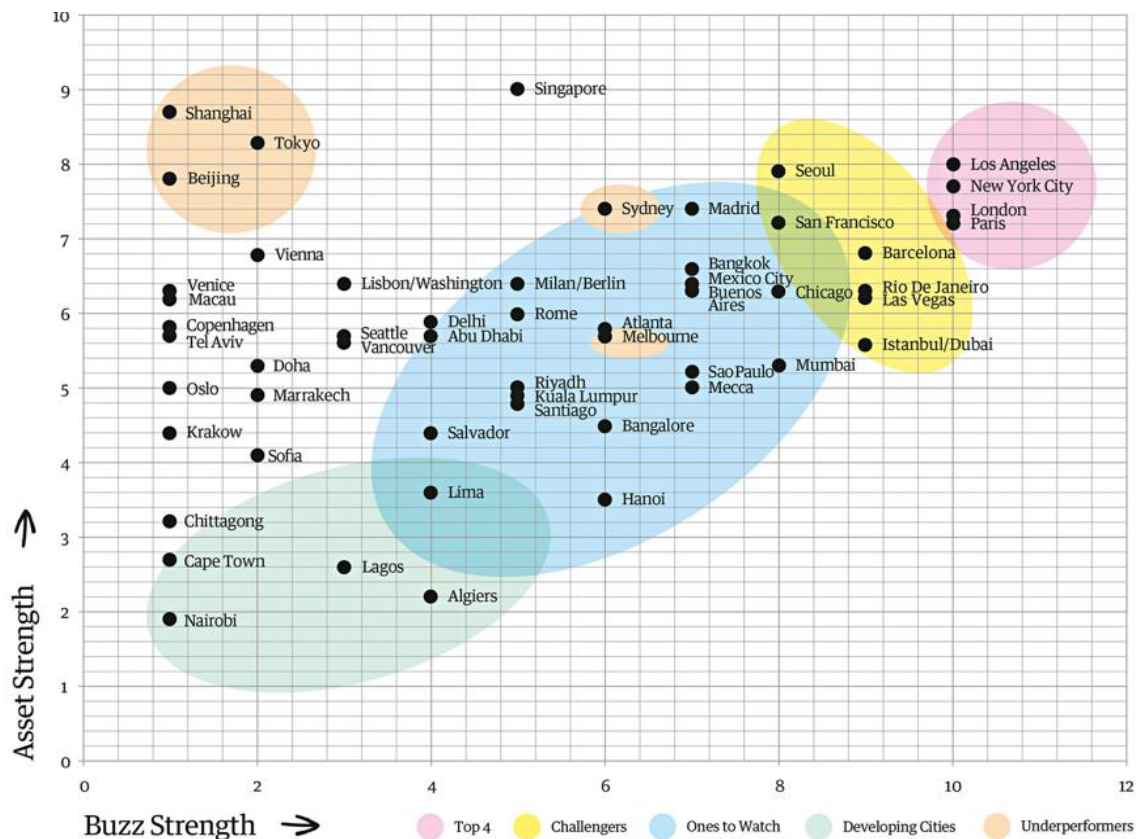 10
9
8
7
6
5
4
3
2
1
0
Singapore
Shanghai
Tokyo
Beijing
Seoul
Los Angeles
New York City
London
Paris
Sydney
Madrid
San Francisco
Barcelona
Vienna
Bangkok
Mexico City
Buenos
Aires
Chicago
Rio De Janeiro
Las Vegas
Venice
Macau
Lisbon/Washington
Milan/Berlin
Rome
Copenhagen
Tel Aviv
Seattle
Vancouver
Delhi
Abu Dhabi
Atlanta
Melbourne
Istanbul/Dubai
Doha
Marrakech
Oslo
Riyadh
Kuala Lumpur
Santiago
Sao Paulo
Mecca
Mumbai
Krakow
Sofia
Salvador
Bangalore
Lima
Hanoi
Chittagong
Cape Town
Lagos
Algiers
Nairobi
Asset Strength
0 2 4 6 8 10 12
Buzz Strength
Top 4 Challengers Ones to Watch Developing Cities Underperformers